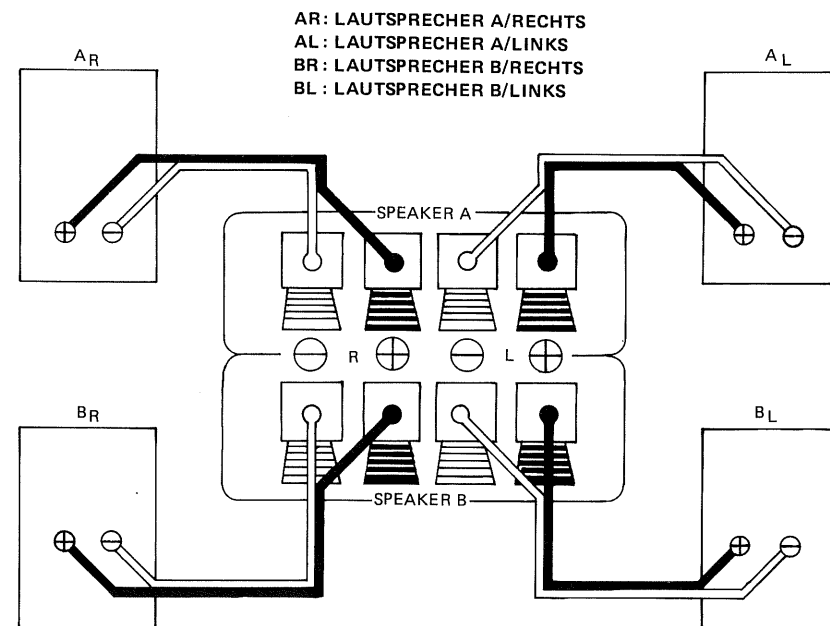 AR: LAUTSPRECHER A/RECHTS
AL: LAUTSPRECHER A/LINKS
BR: LAUTSPRECHER B/RECHTS
BL: LAUTSPRECHER B/LINKS
AR
AL
SPEAKER A
R
L
BR
BL
SPEAKER B